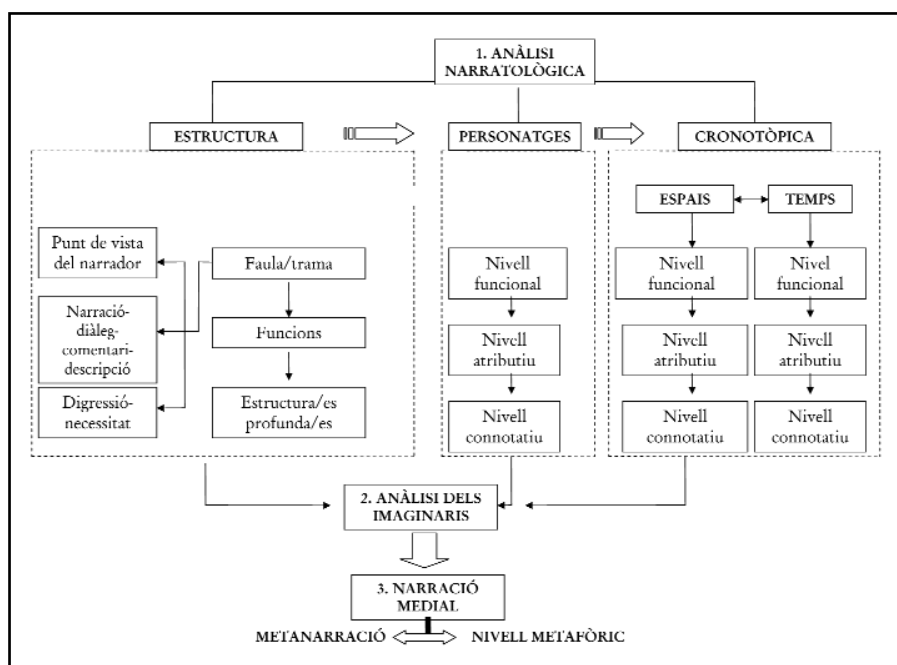 1. ANÀLISI
NARRATOLÒGICA
ESTRUCTURA
PERSONATGES
CRONOTÒPICA
ESPAIS
TEMPS
Punt de vista
del narrador
Narració-
diàleg-
comentari-
descripció
Digressió-
necessitat
Faula/trama
Funcions
Estructura/es
profunda/es
Nivell
funcional
Nivell
atributiu
Nivell
connotatiu
Nivell
funcional
Nivell
atributiu
Nivell
connotatiu
Nivel
funcional
Nivell
atributiu
Nivell
connotatiu
2. ANÀLISI DELS
IMAGINARIS
3. NARRACIÓ
MEDIAL
METANARRACIÓ
NIVELL METAFÒRIC